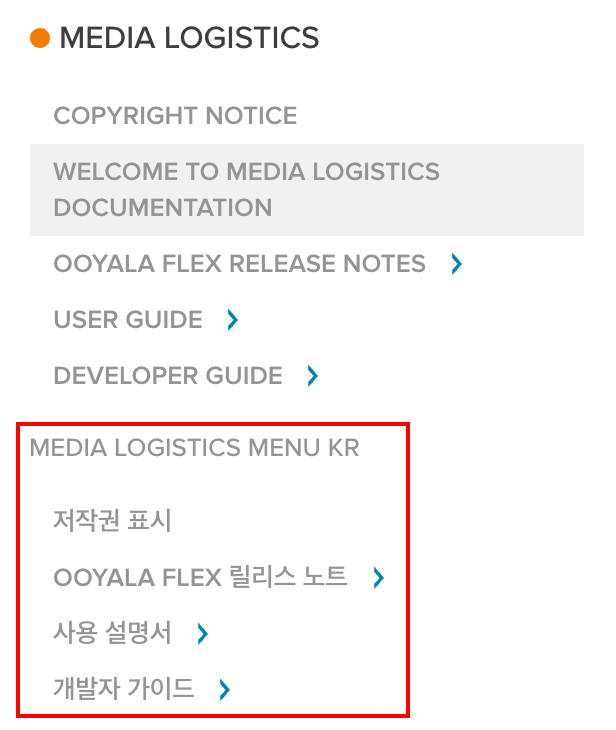 MEDIA LOGISTICS
COPYRIGHT NOTICE
WELCOME TO MEDIA LOGISTICS
DOCUMENTATION
OOYALA FLEX RELEASE NOTES
USER GUIDE
DEVELOPER GUIDE
MEDIA LOGISTICS MENU KR
저작권 표시
OOYALA FLEX 릴리스 노트
사용 설명서
개발자 가이드